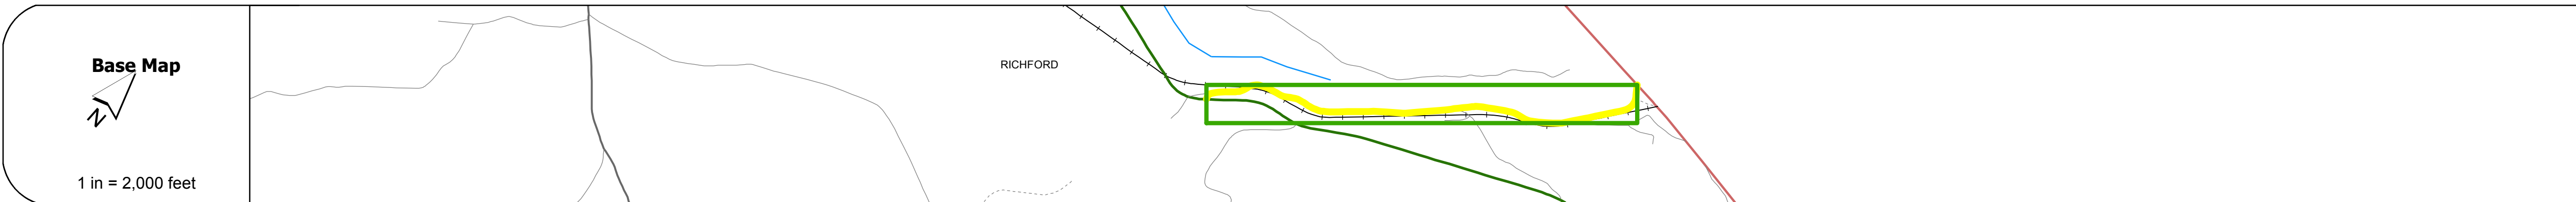 Base Map
N
1 in = 2,000 feet
RICHFORD